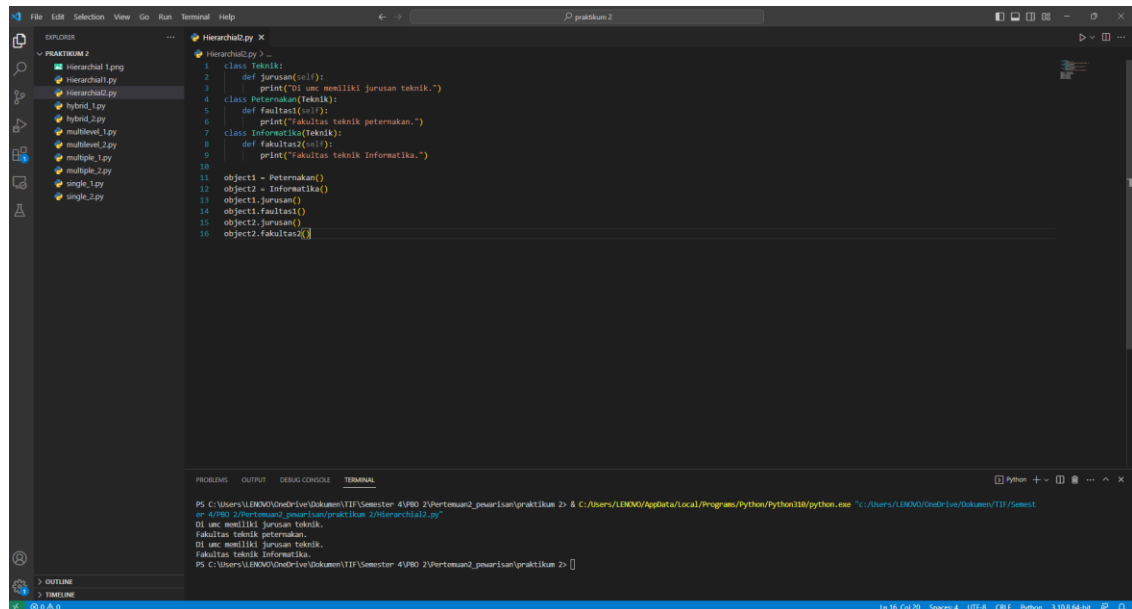 File Edit Selection View Go Run Terminal Help
praktikum 2
EXPLORER
Hierarchial2.py
PRAKTIKUM 2
Hierarchial2.py > ...
Hierarchial 1.png
Hierarchial1.py
Hierarchial2.py
hybrid_1.py
hybrid_2.py
multilevel_1.py
multilevel_2.py
multiple_1.py
multiple_2.py
single_1.py
single_2.py
1 class Teknik:
2 def jurusan(self):
3 print("Di umc memiliki jurusan teknik.")
4 class Peternakan(Teknik):
5 def faultas1(self):
6 print("Fakultas teknik peternakan.")
7 class Informatika(Teknik):
8 def fakultas2(self):
9 print("Fakultas teknik Informatika.")
10
11 object1 = Peternakan()
12 object2 = Informatika()
13 object1.jurusan()
14 object1.faultas1()
15 object2.jurusan()
16 object2.fakultas2()
PROBLEMS OUTPUT DEBUG CONSOLE TERMINAL
Python
PS C:\Users\LENOVO\OneDrive\Dokumen\TIF\Semester 4\PBO 2\Pertemuan2_pewarisan\praktikum 2> & C:/Users/LENOVO/AppData/Local/Programs/Python/Python310/python.exe "c:/Users/LENOVO/OneDrive/Dokumen/TIF/Semest
er 4/PBO 2/Pertemuan2_pewarisan/praktikum 2/Hierarchial2.py"
Di umc memiliki jurusan teknik.
Fakultas teknik peternakan.
Di umc memiliki jurusan teknik.
Fakultas teknik Informatika.
PS C:\Users\LENOVO\OneDrive\Dokumen\TIF\Semester 4\PBO 2\Pertemuan2_pewarisan\praktikum 2>
OUTLINE
TIMELINE
0 0 Ln 16, Col 20 Spaces: 4 UTF-8 CRLF Python 3.10.8 64-bit